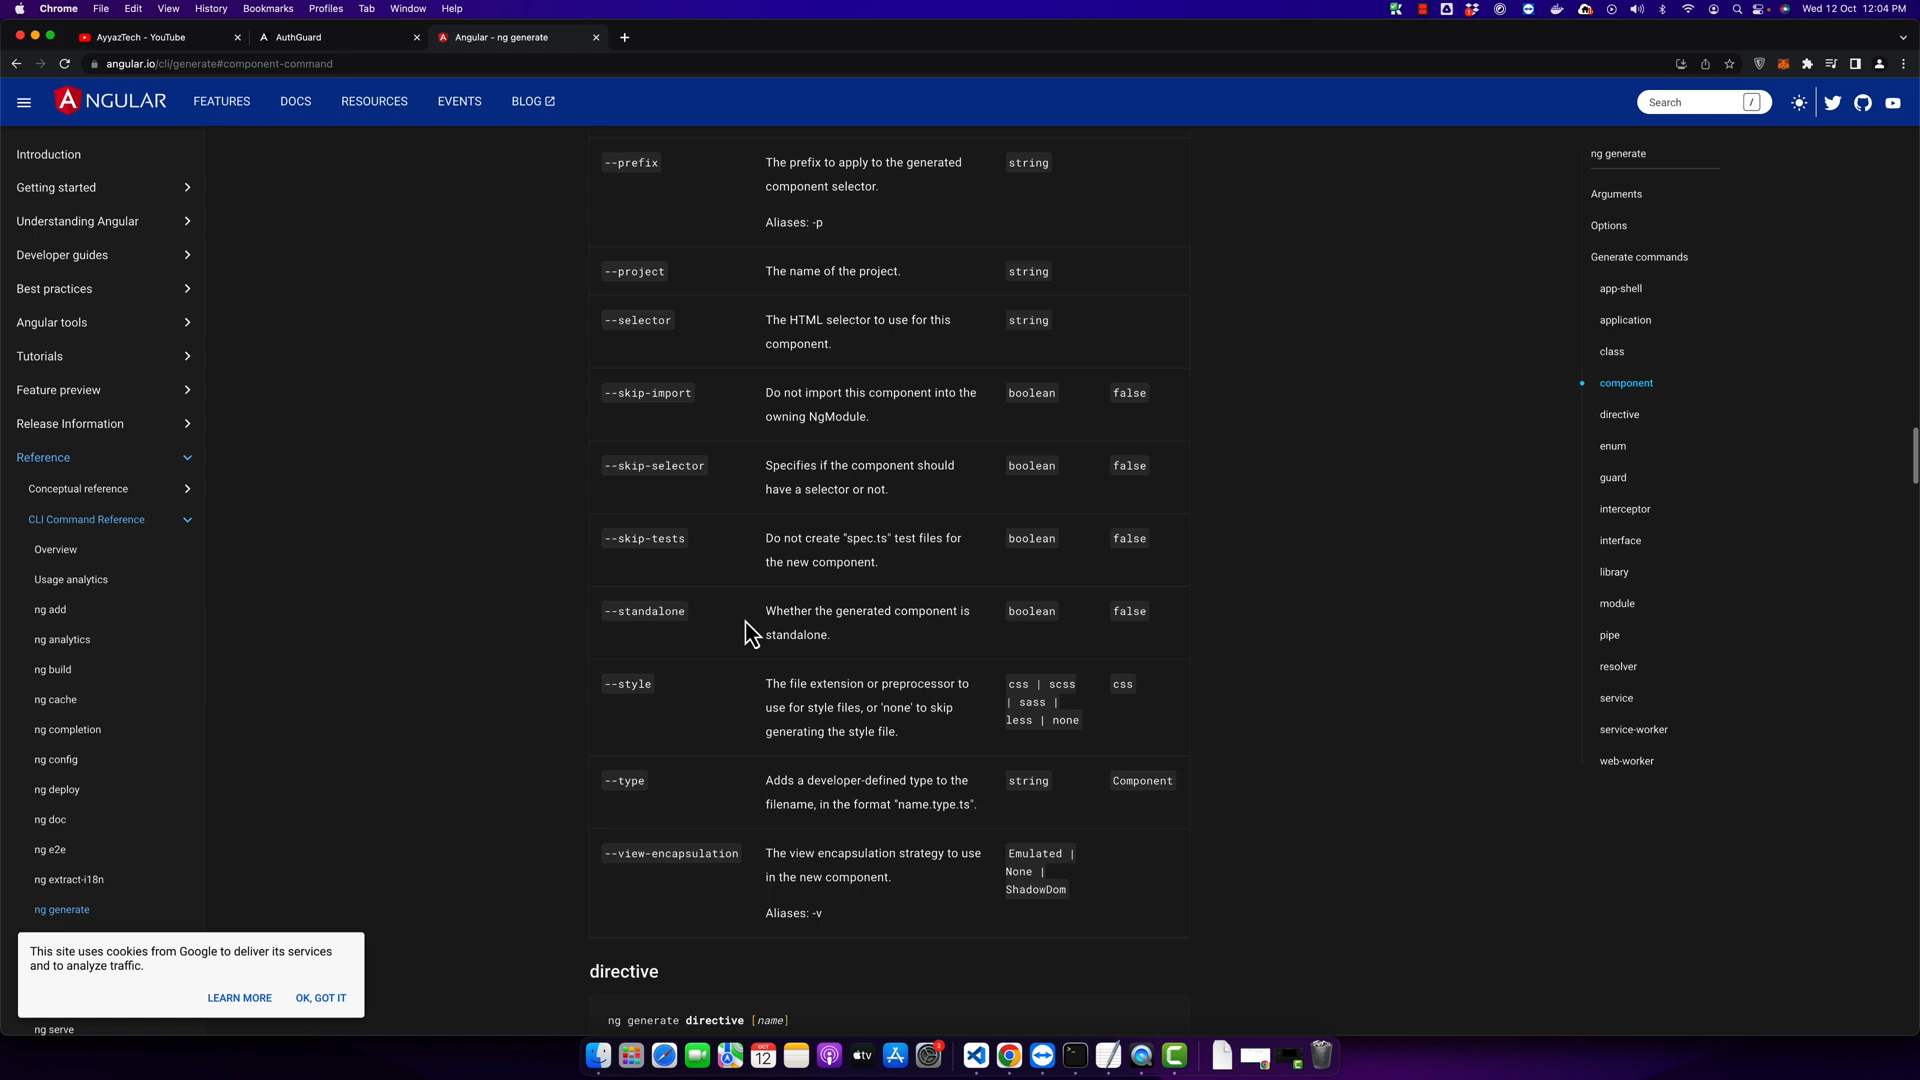 Chrome File Edit View History Bookmarks Profiles Tab Window Help Wed 12 Oct 12:04 PM
AyyazTech - YouTube AuthGuard Angular - ng generate
angular.io/cli/generate#component-command
ANGULAR FEATURES DOCS RESOURCES EVENTS BLOG Search /
Introduction
Getting started
Understanding Angular
Developer guides
Best practices
Angular tools
Tutorials
Feature preview
Release Information
Reference
Conceptual reference
CLI Command Reference
Overview
Usage analytics
ng add
ng analytics
ng build
ng cache
ng completion
ng config
ng deploy
ng doc
ng e2e
ng extract-i18n
ng generate
This site uses cookies from Google to deliver its services
and to analyze traffic.
LEARN MORE OK, GOT IT
ng serve
--prefix The prefix to apply to the generated string
component selector.
Aliases: -p
--project The name of the project. string
--selector The HTML selector to use for this string
component.
--skip-import Do not import this component into the boolean false
owning NgModule.
--skip-selector Specifies if the component should boolean false
have a selector or not.
--skip-tests Do not create "spec.ts" test files for boolean false
the new component.
--standalone Whether the generated component is boolean false
standalone.
--style The file extension or preprocessor to css | scss css
use for style files, or 'none' to skip | sass |
generating the style file. less | none
--type Adds a developer-defined type to the string Component
filename, in the format "name.type.ts".
--view-encapsulation The view encapsulation strategy to use Emulated |
in the new component. None |
ShadowDom
Aliases: -v
directive
ng generate directive [name]
ng generate
Arguments
Options
Generate commands
app-shell
application
class
component
directive
enum
guard
interceptor
interface
library
module
pipe
resolver
service
service-worker
web-worker
OCT
12
tv
2